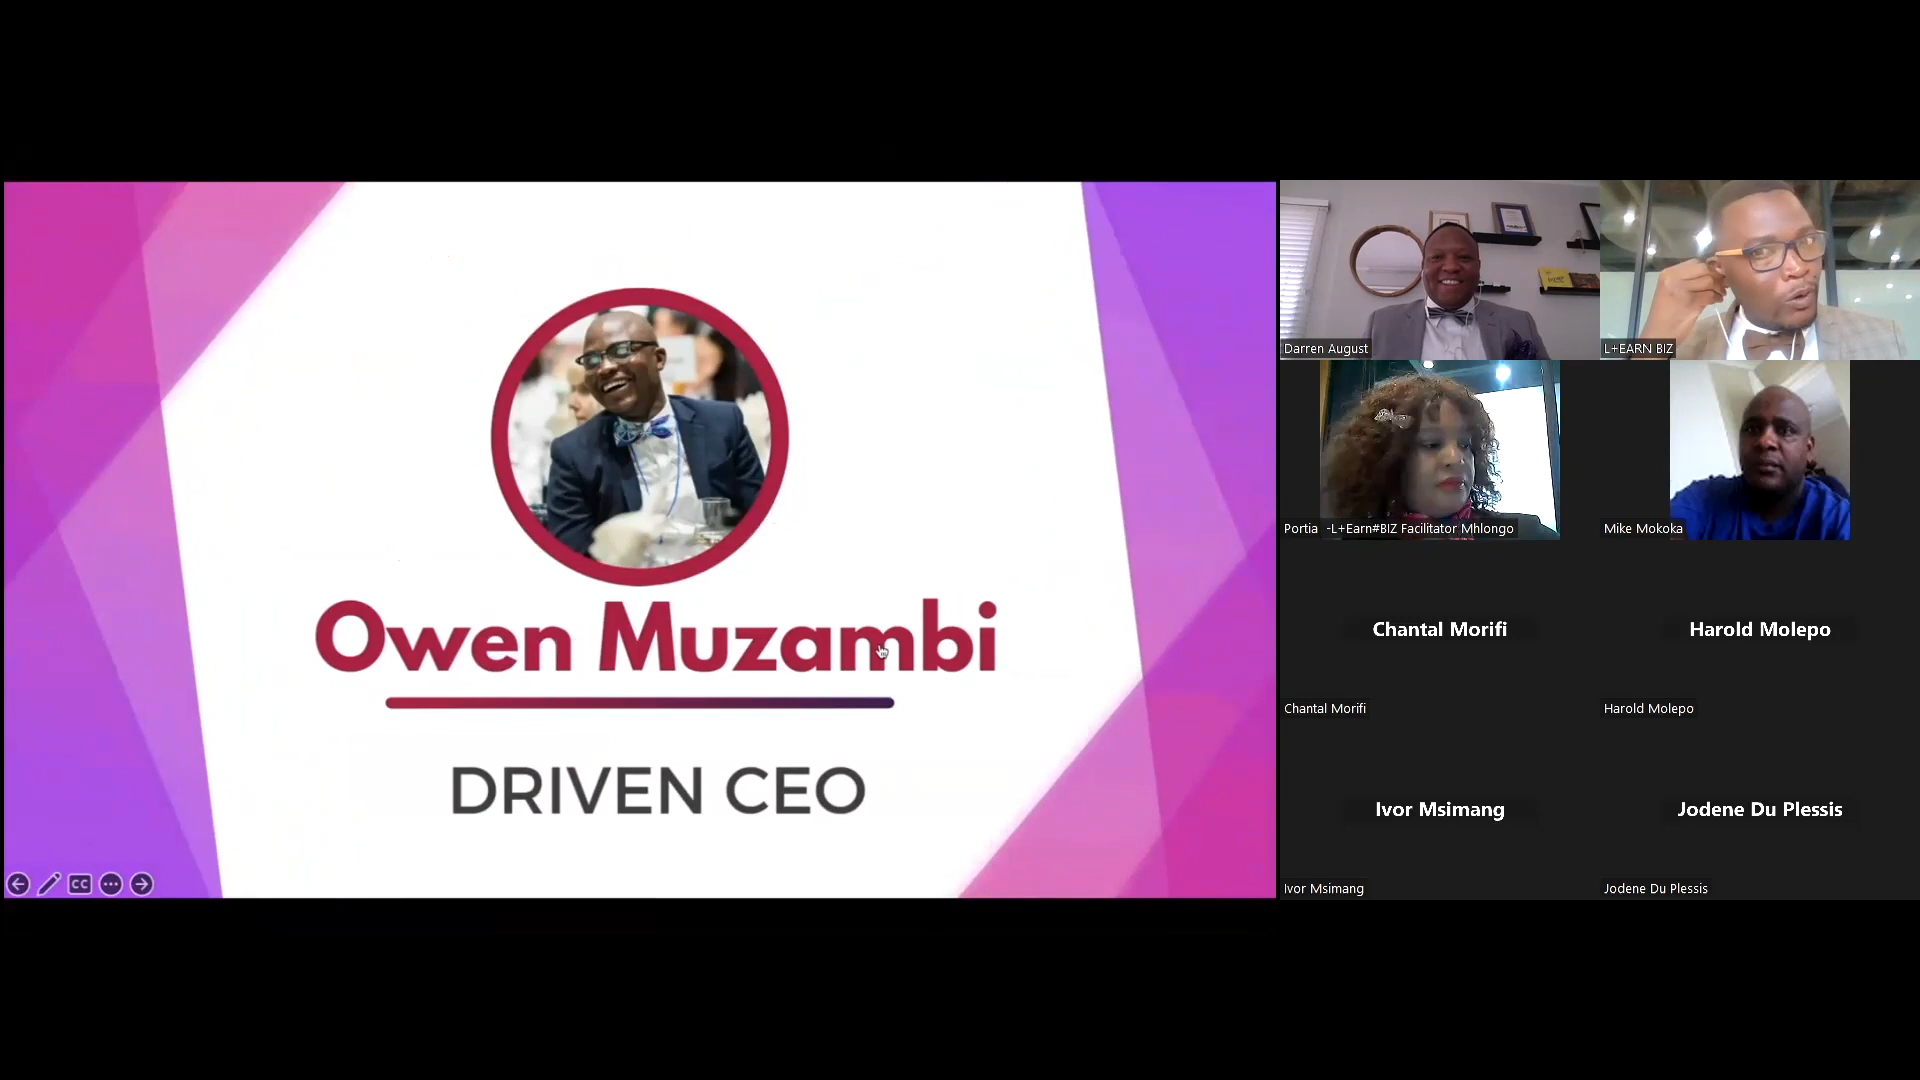 Owen Muzambi
DRIVEN CEO
CC
Darren August
L+EARN BIZ
Portia -L+Earn#BIZ Facilitator Mhlongo
Mike Mokoka
Chantal Morifi
Harold Molepo
Chantal Morifi
Harold Molepo
Ivor Msimang
Jodene Du Plessis
Ivor Msimang
Jodene Du Plessis